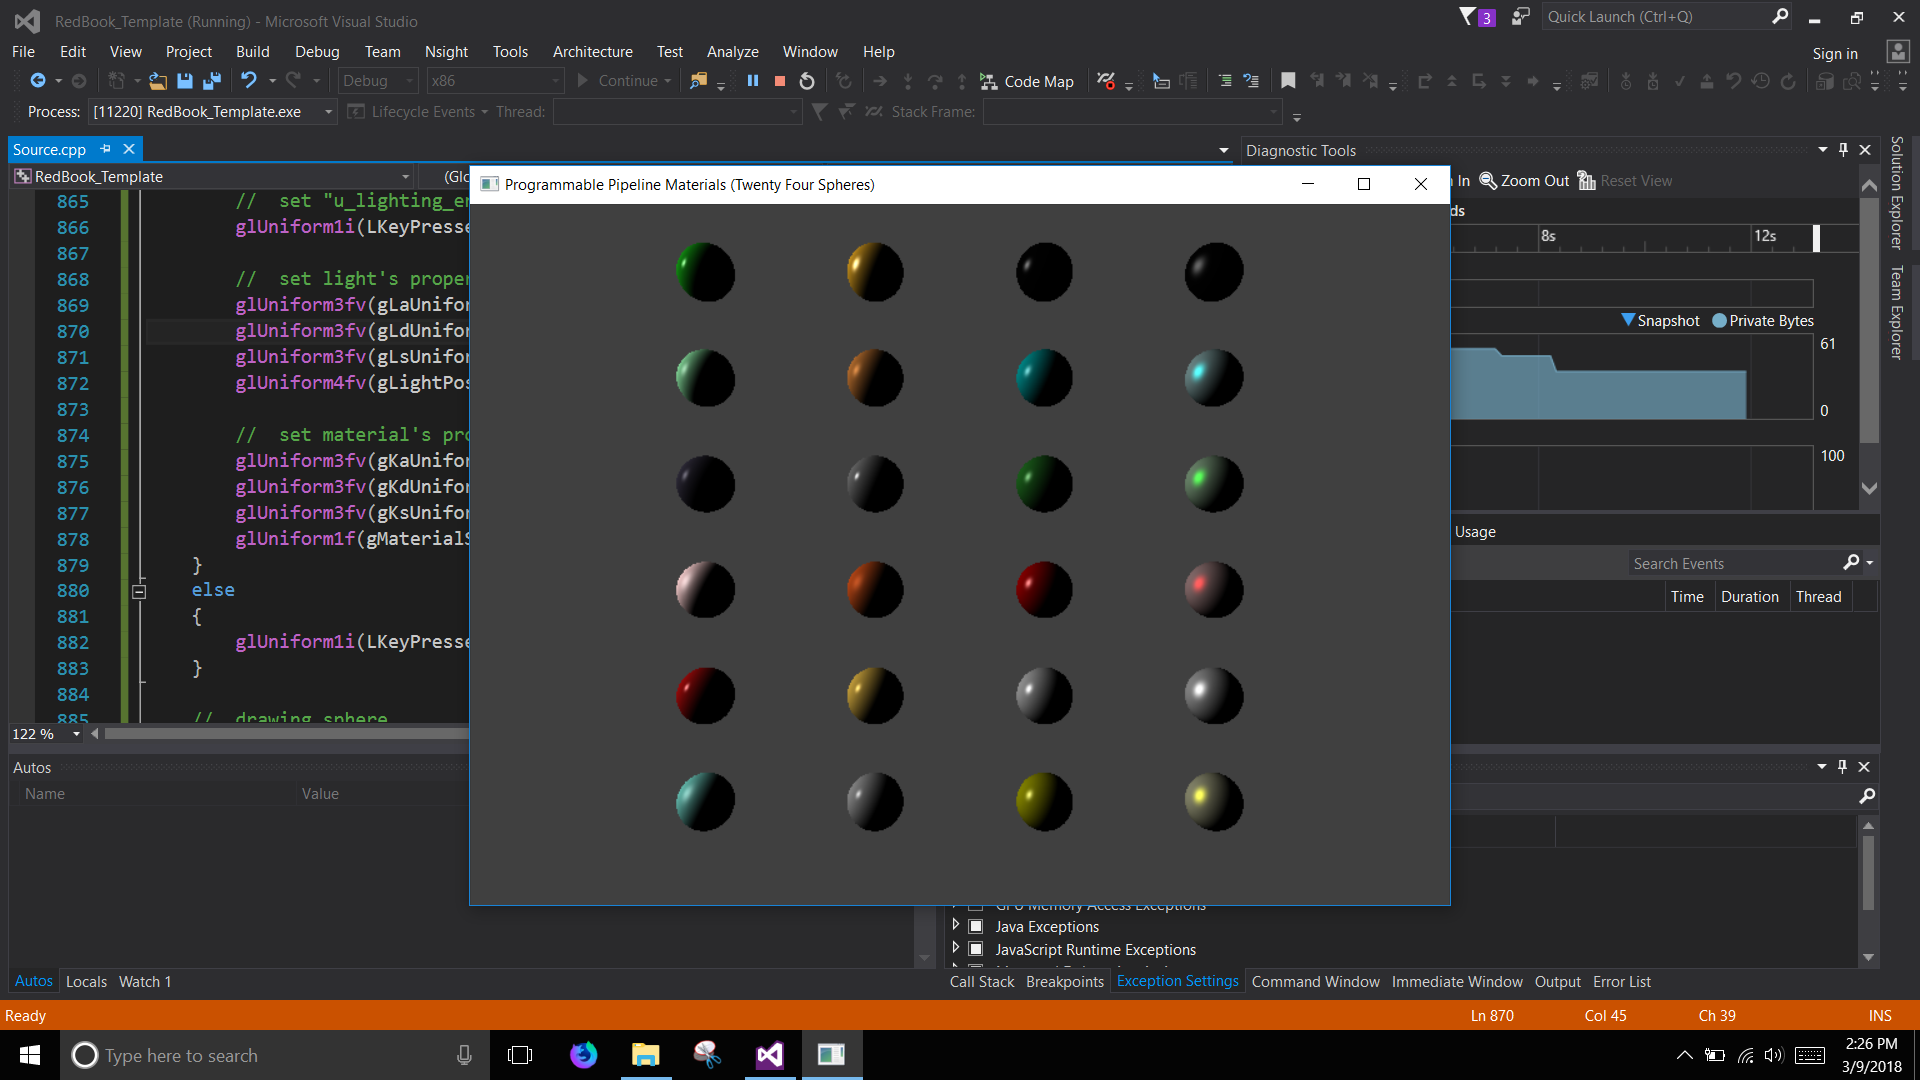 RedBook_Template (Running) - Microsoft Visual Studio
3
Quick Launch (Ctrl+Q)
File Edit View Project Build Debug Team Nsight Tools Architecture Test Analyze Window Help
Sign in
Debug x86 Continue Code Map
Process: [11220] RedBook_Template.exe Lifecycle Events Thread: Stack Frame:
Source.cpp
Diagnostic Tools
RedBook_Template (Glo
Programmable Pipeline Materials (Twenty Four Spheres)
In Zoom Out Reset View
ds
8s 12s
Snapshot Private Bytes
61
0
100
Usage
Search Events
Time Duration Thread
865 // set "u_lighting_en
866 glUniform1i(LKeyPresse
867
868 // set light's proper
869 glUniform3fv(gLaUnifor
870 glUniform3fv(gLdUnifor
871 glUniform3fv(gLsUnifor
872 glUniform4fv(gLightPos
873
874 // set material's pro
875 glUniform3fv(gKaUnifor
876 glUniform3fv(gKdUnifor
877 glUniform3fv(gKsUnifor
878 glUniform1f(gMaterialS
879 }
880 else
881 {
882 glUniform1i(LKeyPresse
883 }
884
885 // drawing sphere
122 %
Autos
Name Value
GPU Memory Access Exceptions
Java Exceptions
JavaScript Runtime Exceptions
Autos Locals Watch 1
Call Stack Breakpoints Exception Settings Command Window Immediate Window Output Error List
Solution Explorer
Team Explorer
Ready
Ln 870 Col 45 Ch 39 INS
Type here to search
2:26 PM
3/9/2018